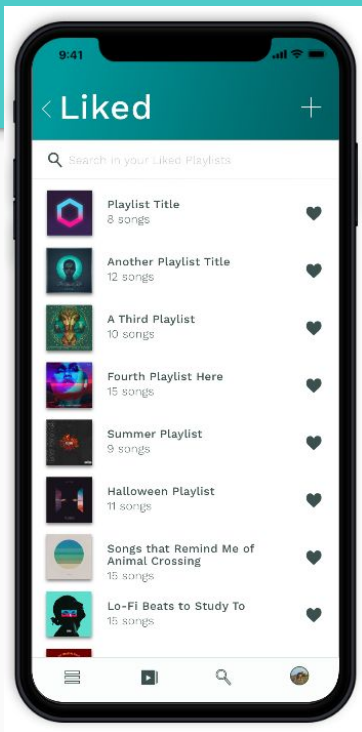 9:41
Liked
Search in your Liked Playlists
Playlist Title
8 songs
Another Playlist Title
12 songs
A Third Playlist
10 songs
Fourth Playlist Here
15 songs
Summer Playlist
9 songs
Halloween Playlist
11 songs
Songs that Remind Me of
Animal Crossing
15 songs
Lo-Fi Beats to Study To
15 songs